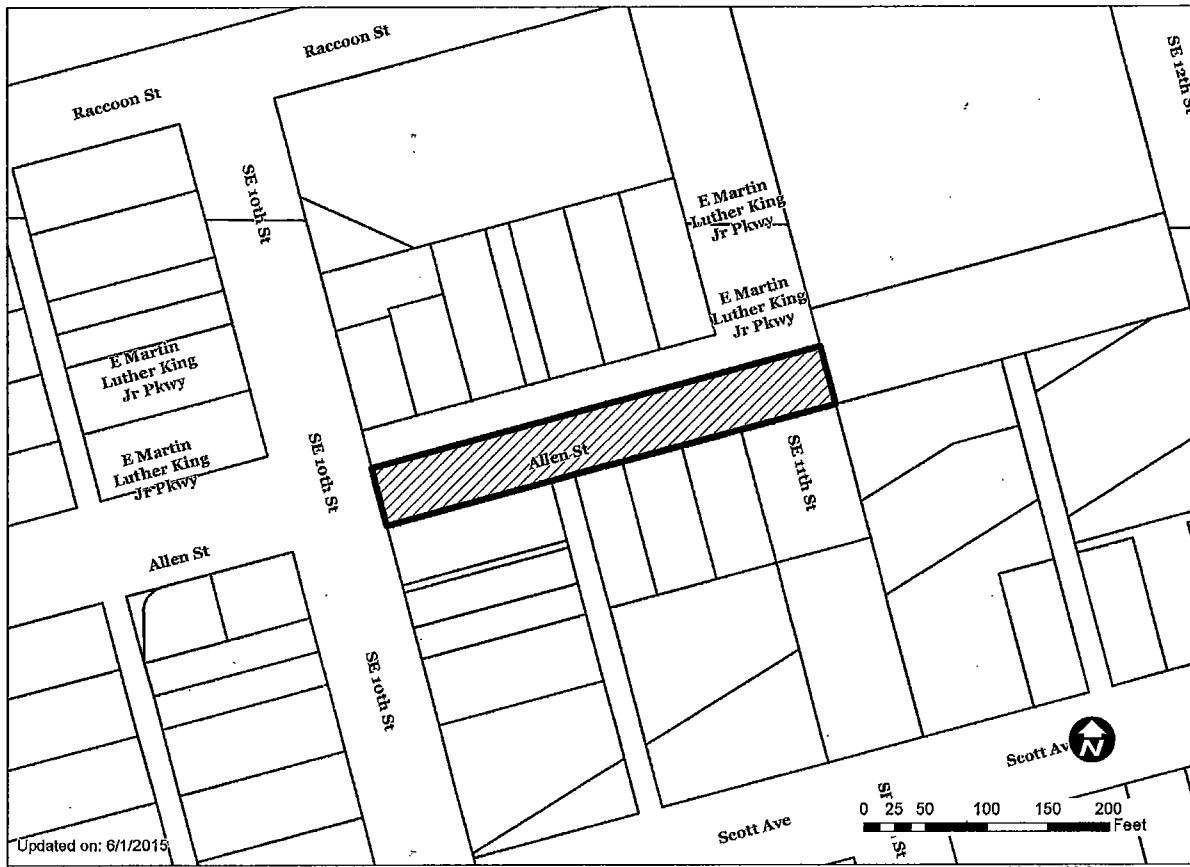 Raccoon St
Raccoon St
SE 12th St
SE 10th St
E Martin
Luther King
Jr Pkwy
E Martin
Luther King
Jr Pkwy
E Martin
Luther King
Jr Pkwy
E Martin
Luther King
Jr Pkwy
SE 10th St
Allen St
SE 11th St
Allen St
SE 10th St
Scott Av
N
Scott Ave
0 25 50 100 150 200
Feet
Updated on: 6/1/2015